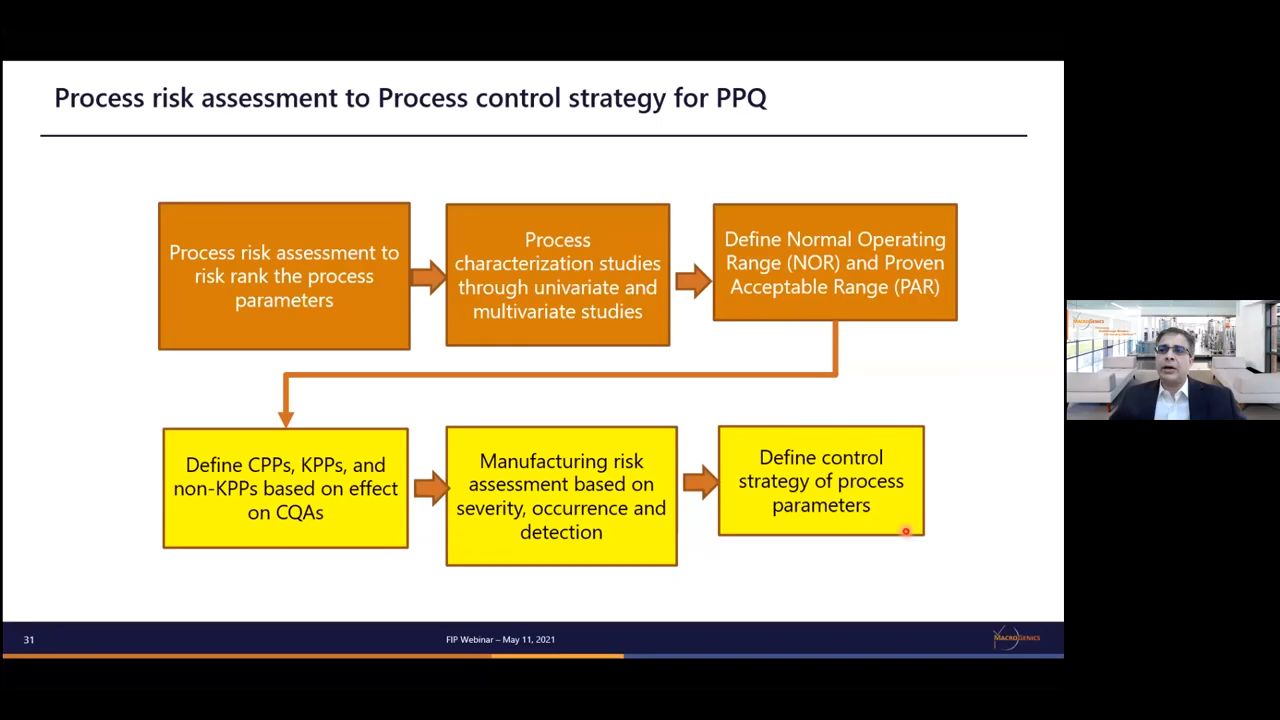 Process risk assessment to Process control strategy for PPQ
Process risk assessment to
risk rank the process
parameters
Process
characterization studies
through univariate and
multivariate studies
Define Normal Operating
Range (NOR) and Proven
Acceptable Range (PAR)
Define CPPs, KPPs, and
non-KPPs based on effect
on CQAs
Manufacturing risk
assessment based on
severity, occurrence and
detection
Define control
strategy of process
parameters
31
FIP Webinar – May 11, 2021
MACROGENICS
MACROGENICS